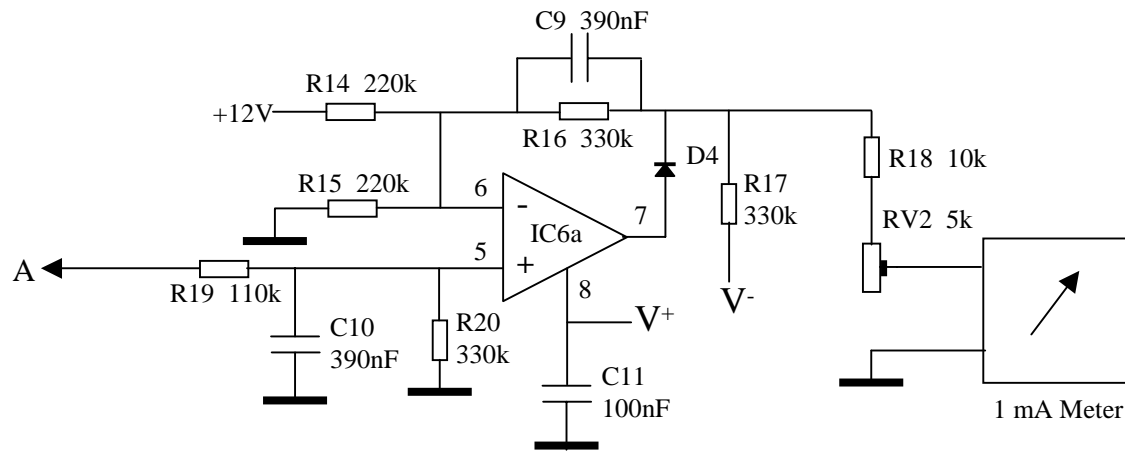 C9 390nF
R14 220k
+12V
R16 330k
D4
R18 10k
R15 220k
6
-
R17
330k
7
IC6a
RV2 5k
5
+
A
R19 110k
8
V-
V+
C10
390nF
R20
330k
C11
100nF
1 mA Meter